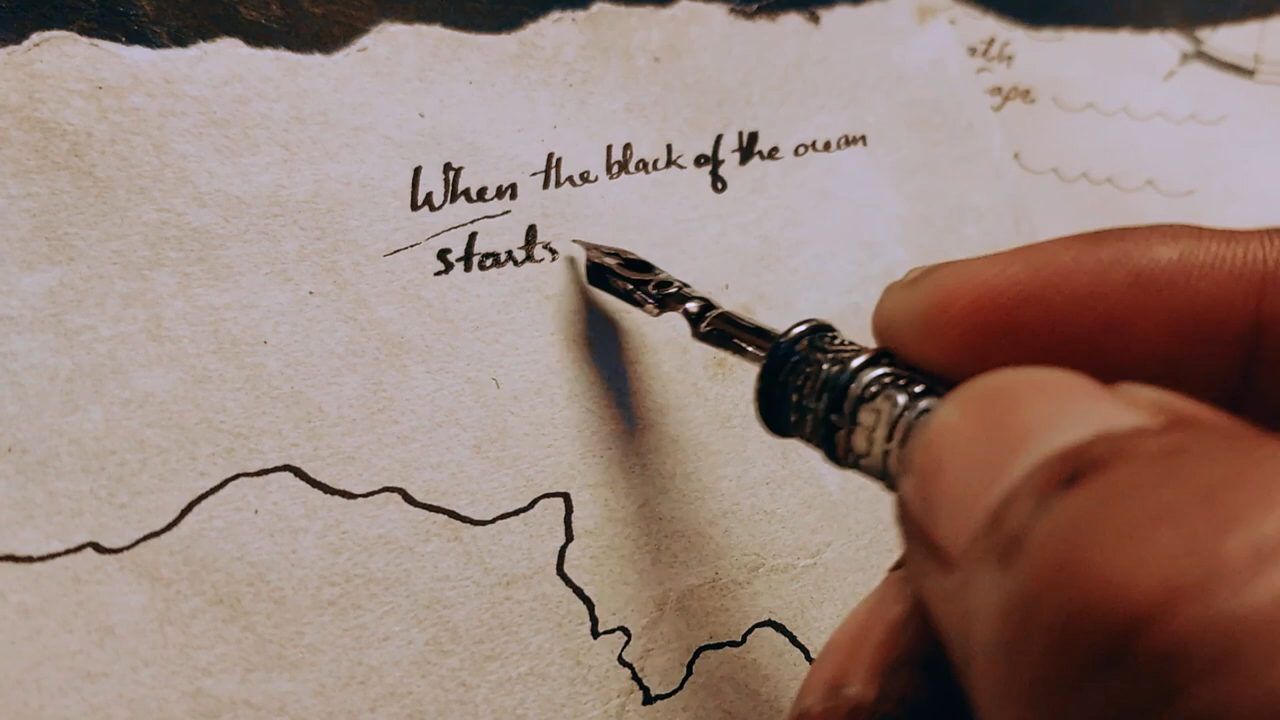 When the black of the ocean
starts